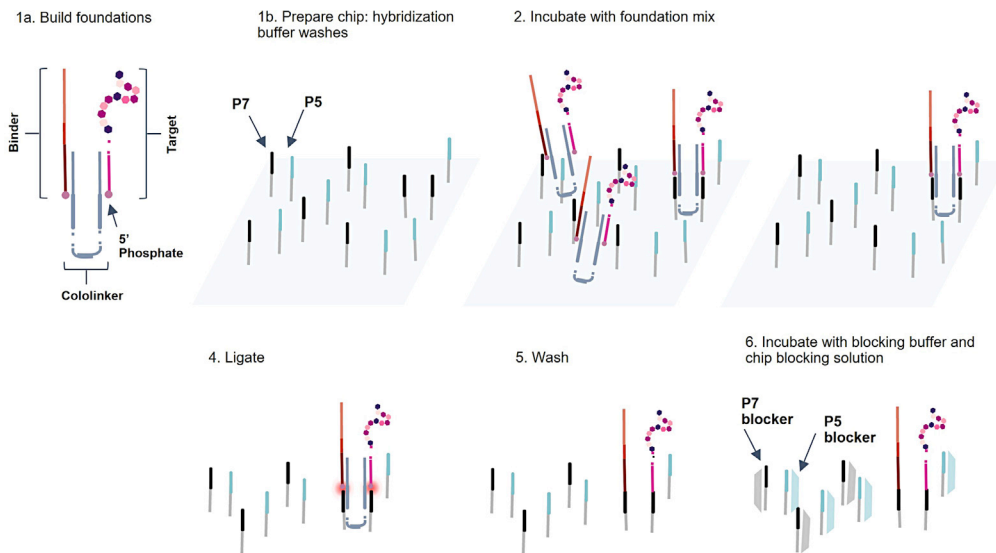 1a. Build foundations
1b. Prepare chip: hybridization
buffer washes
2. Incubate with foundation mix
Binder
Target
5'
Phosphate
Cololinker
P7
P5
4. Ligate
5. Wash
6. Incubate with blocking buffer and
chip blocking solution
P7
blocker
P5
blocker